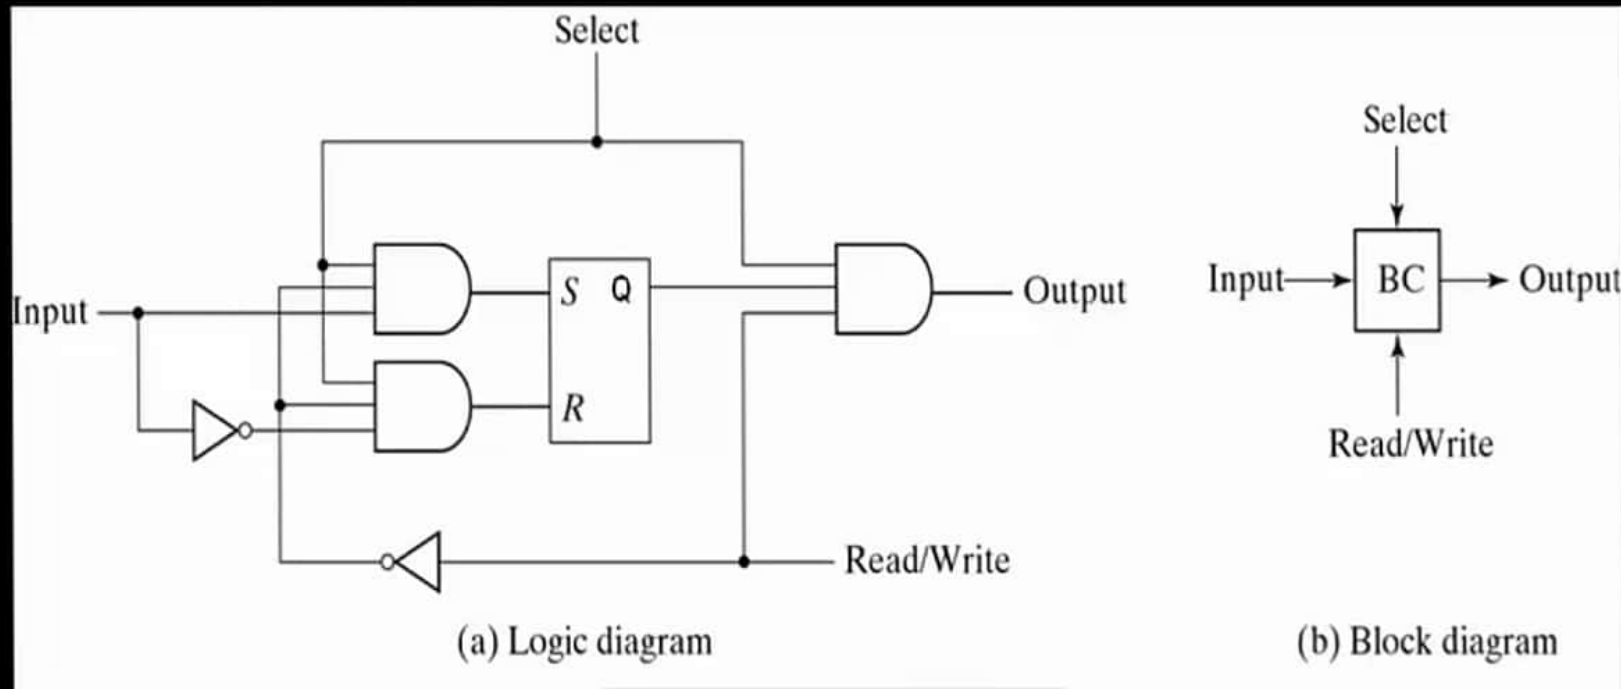 Select
Input
S Q
R
Output
Read/Write
(a) Logic diagram
Select
Input
BC
Output
Read/Write
(b) Block diagram